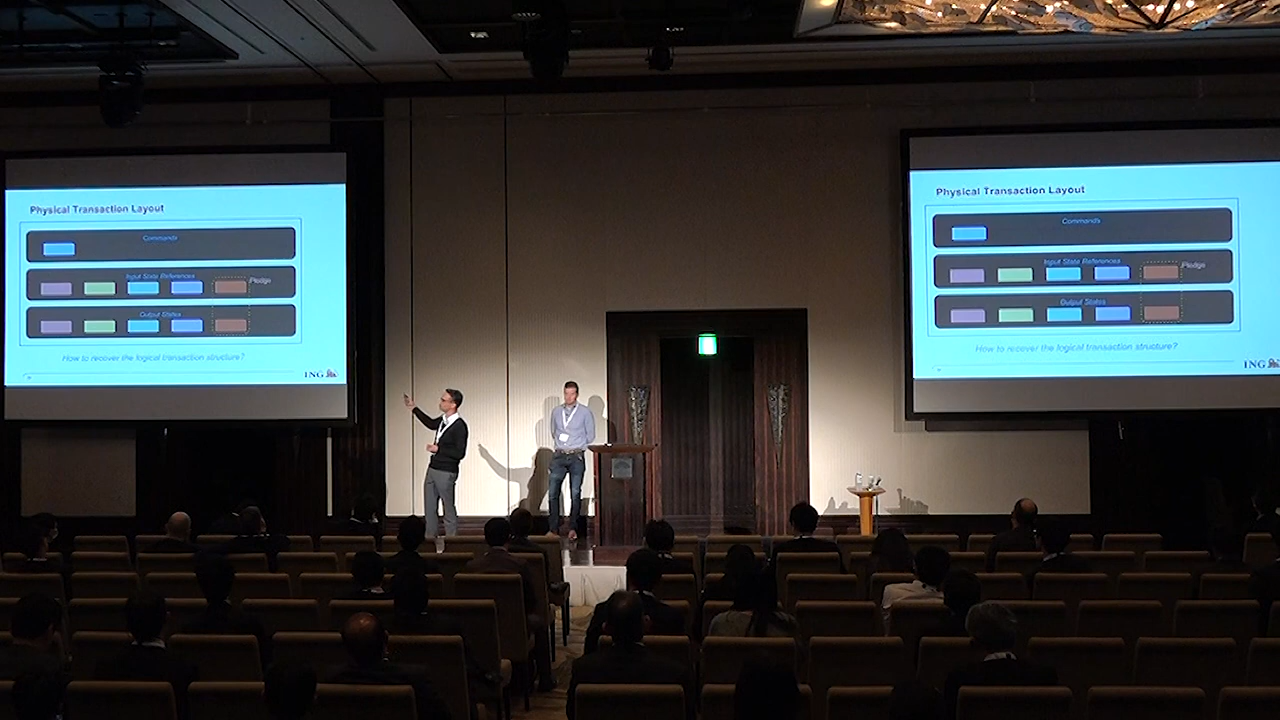 Physical Transaction Layout
Commands
Input State References
Pledge
Output States
How to recover the logical transaction structure?
ING
Physical Transaction Layout
Commands
Input State References
Pledge
Output States
How to recover the logical transaction structure?
ING